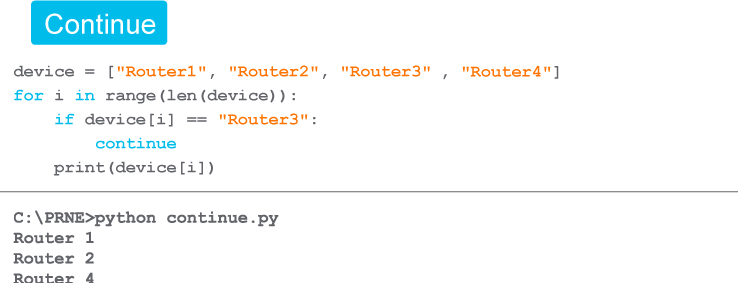 Continue
device = ["Router1", "Router2", "Router3" , "Router4"]
for i in range(len(device)):
    if device[i] == "Router3":
        continue
    print(device[i])
C:\PRNE>python continue.py
Router 1
Router 2
Router 4